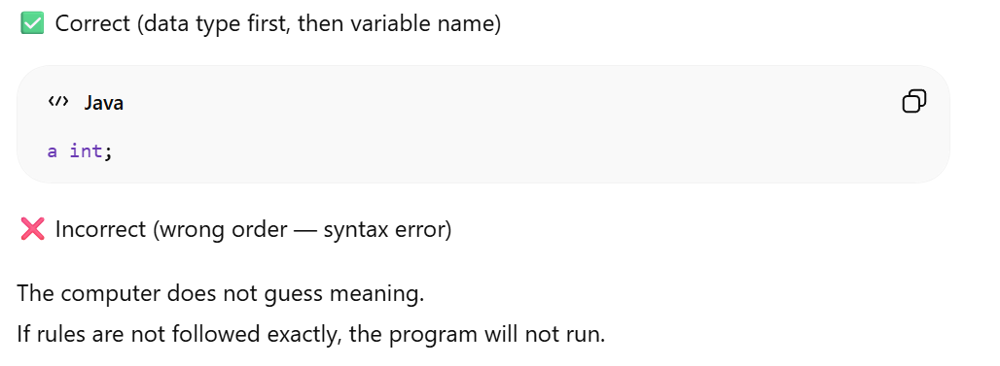 ✅ Correct (data type first, then variable name)
</> Java
a int;
❌ Incorrect (wrong order — syntax error)
The computer does not guess meaning.
If rules are not followed exactly, the program will not run.